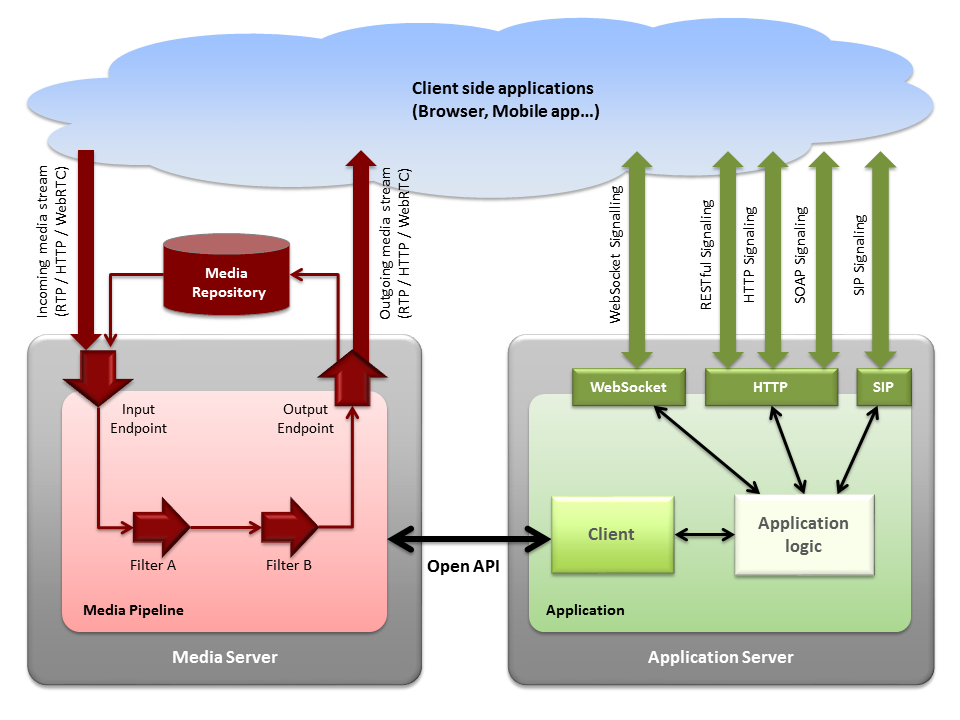 Client side applications
(Browser, Mobile app...)
Incoming media stream
(RTP / HTTP / WebRTC)
Outgoing media stream
(RTP / HTTP / WebRTC)
WebSocket Signalling
RESTful Signaling
HTTP Signaling
SOAP Signaling
SIP Signaling
Media
Repository
Input
Endpoint
Output
Endpoint
Filter A
Filter B
Media Pipeline
Media Server
Open API
WebSocket
HTTP
SIP
Client
Application
logic
Application
Application Server